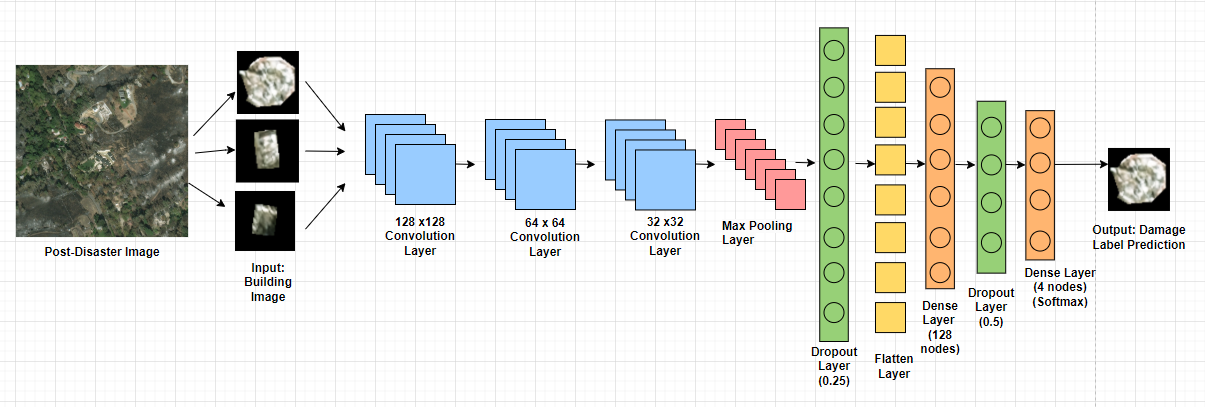 Post-Disaster Image
Input:
Building
Image
128 x128
Convolution
Layer
64 x 64
Convolution
Layer
32 x32
Convolution
Layer
Max Pooling
Layer
Dropout
Layer
(0.25)
Flatten
Layer
Dense
Layer
(128
nodes)
Dropout
Layer
(0.5)
Dense Layer
(4 nodes)
(Softmax)
Output: Damage
Label Prediction